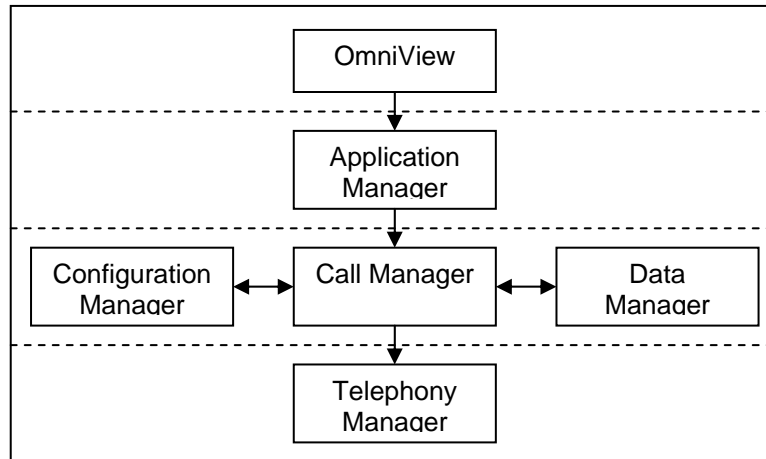 OmniView
Application
Manager
Configuration
Manager
Call Manager
Data
Manager
Telephony
Manager